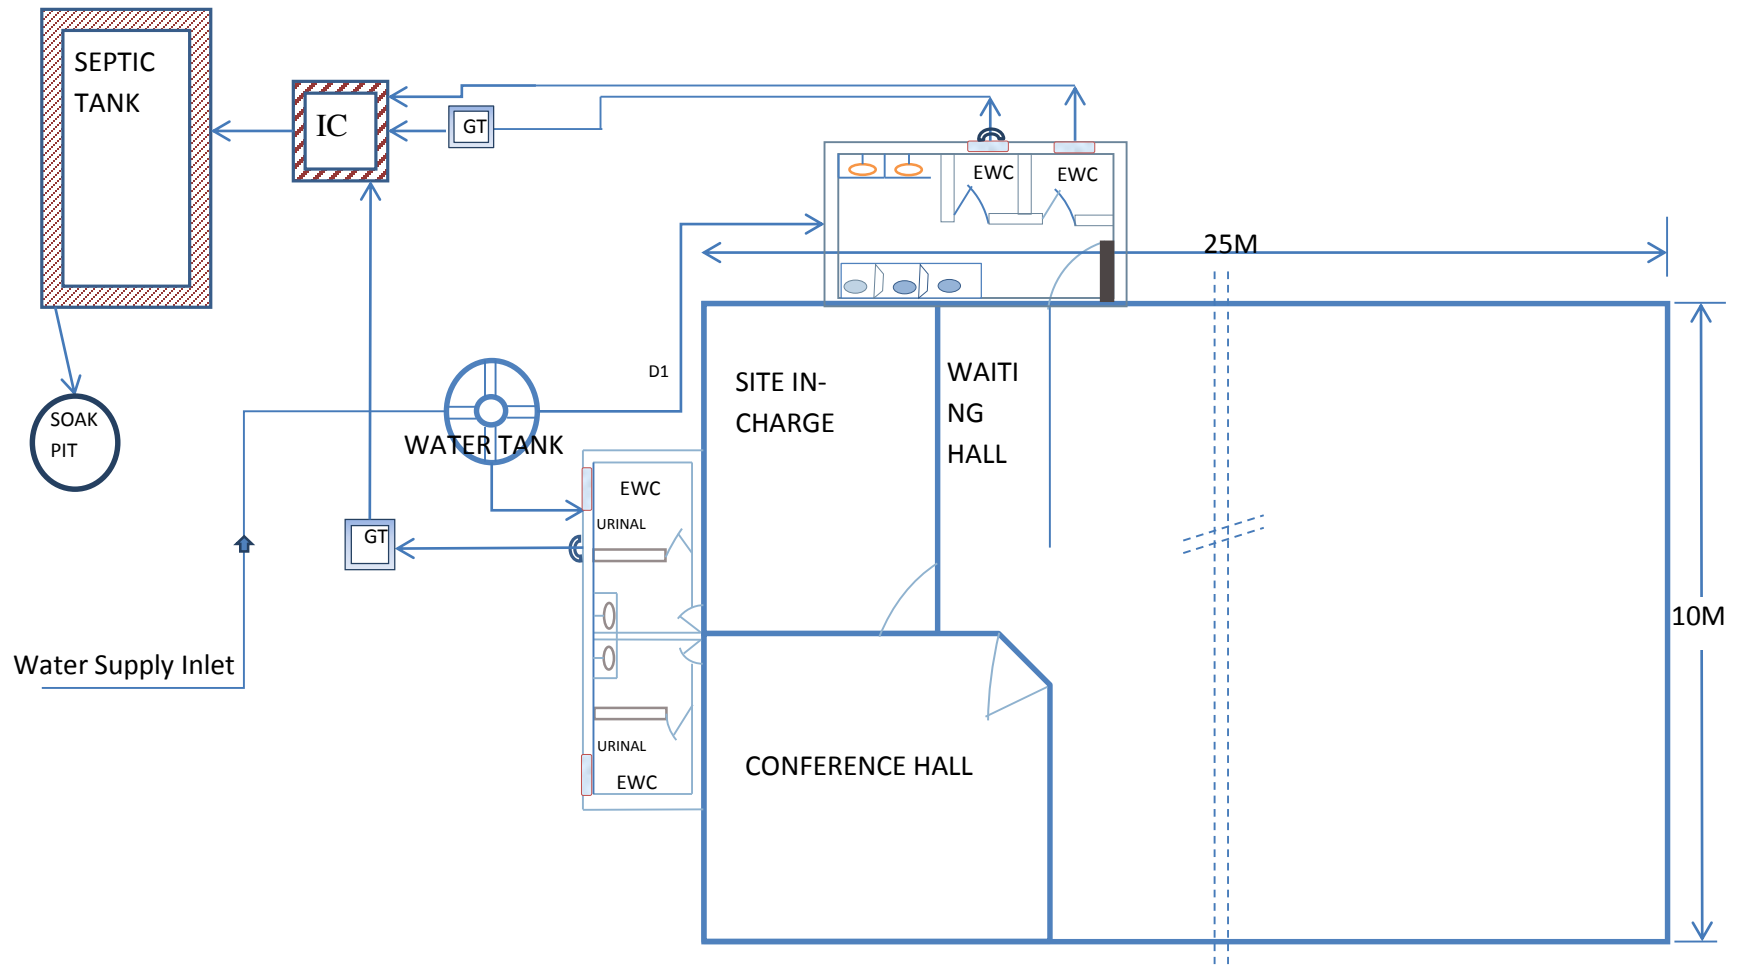 SEPTIC
TANK
IC
GT
EWC
EWC
25M
D1
SITE IN-
CHARGE
WAITI
NG
HALL
SOAK
PIT
WATER TANK
EWC
URINAL
GT
10M
Water Supply Inlet
URINAL
EWC
CONFERENCE HALL